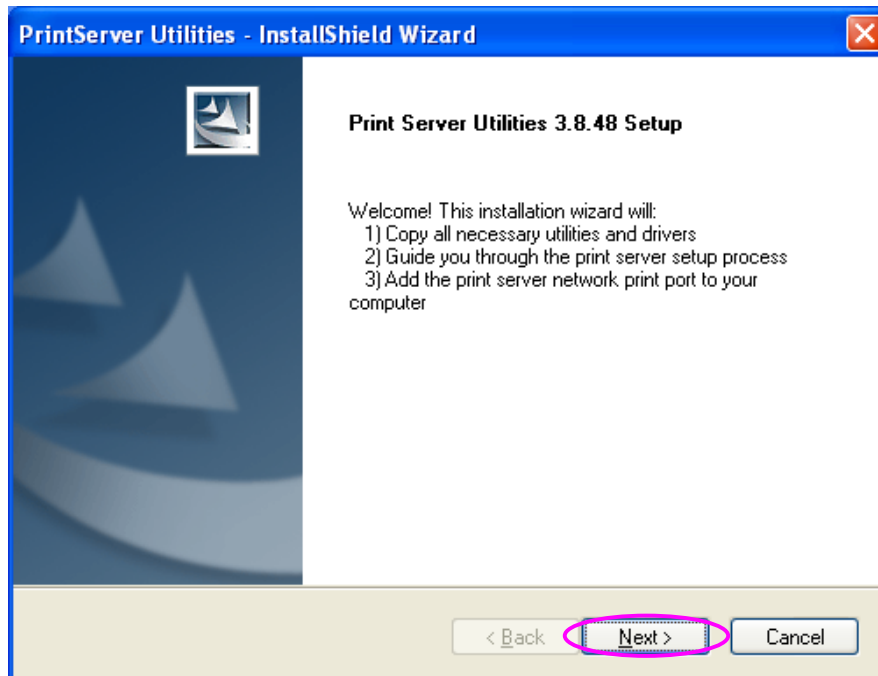 PrintServer Utilities - InstallShield Wizard
Print Server Utilities 3.8.48 Setup
Welcome! This installation wizard will:
1) Copy all necessary utilities and drivers
2) Guide you through the print server setup process
3) Add the print server network print port to your
computer
< Back Next > Cancel